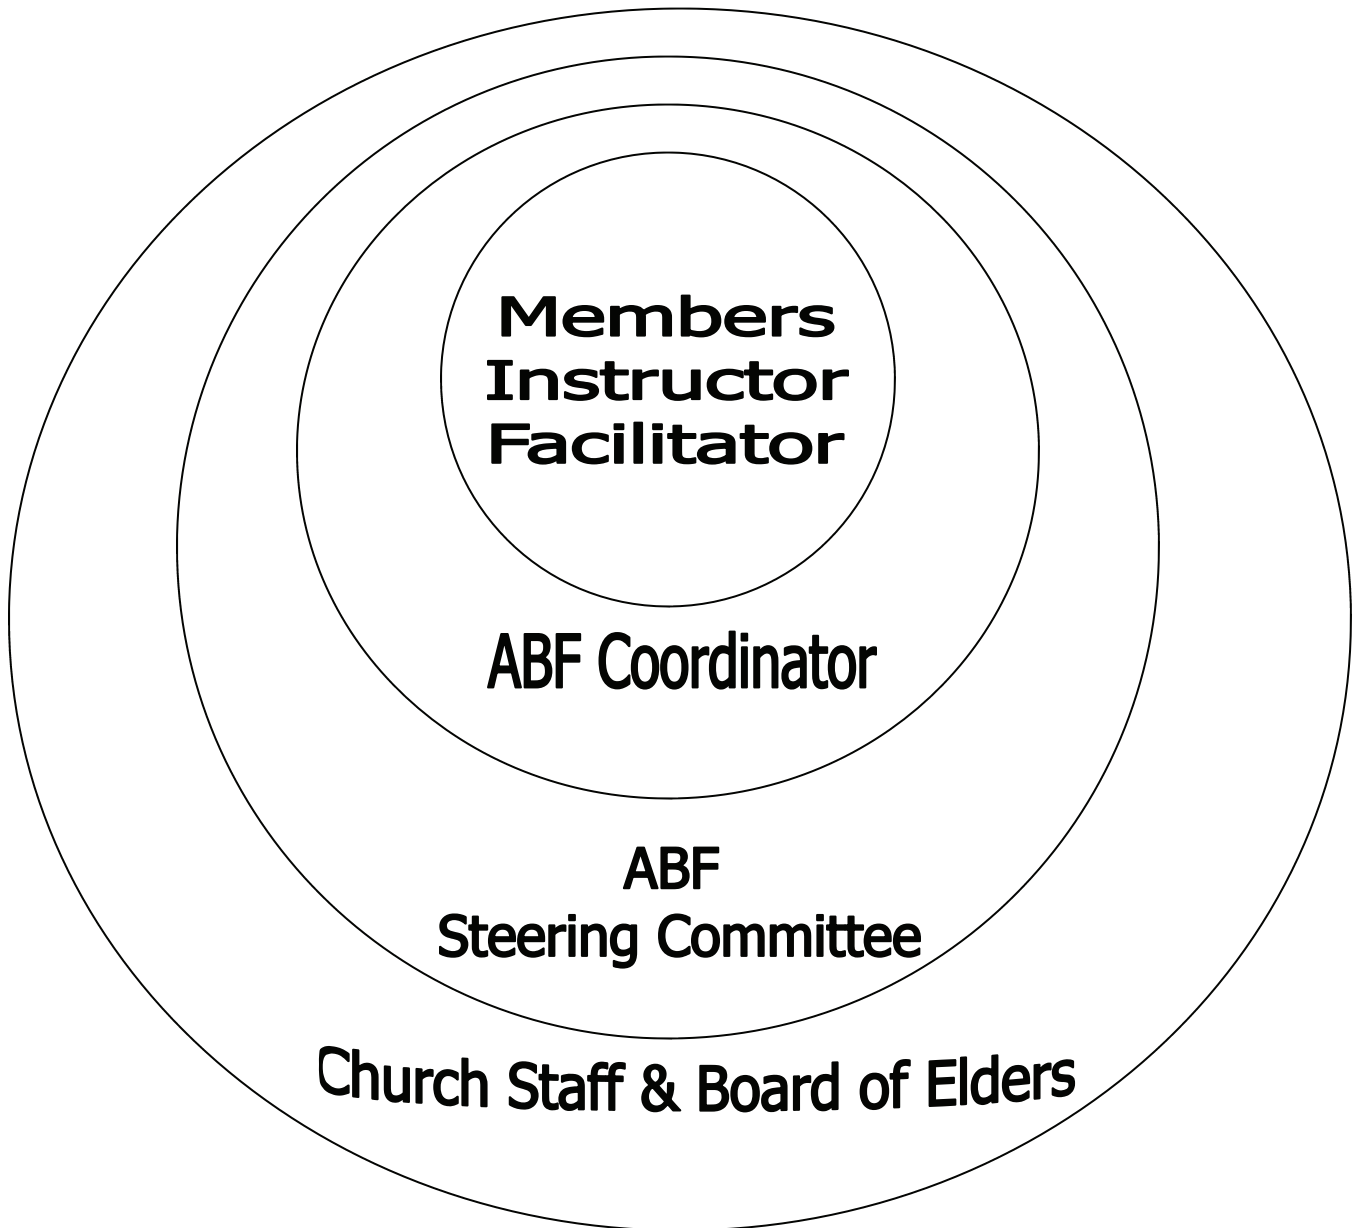 Members
Instructor
Facilitator
ABF Coordinator
ABF
Steering Committee
Church Staff & Board of Elders